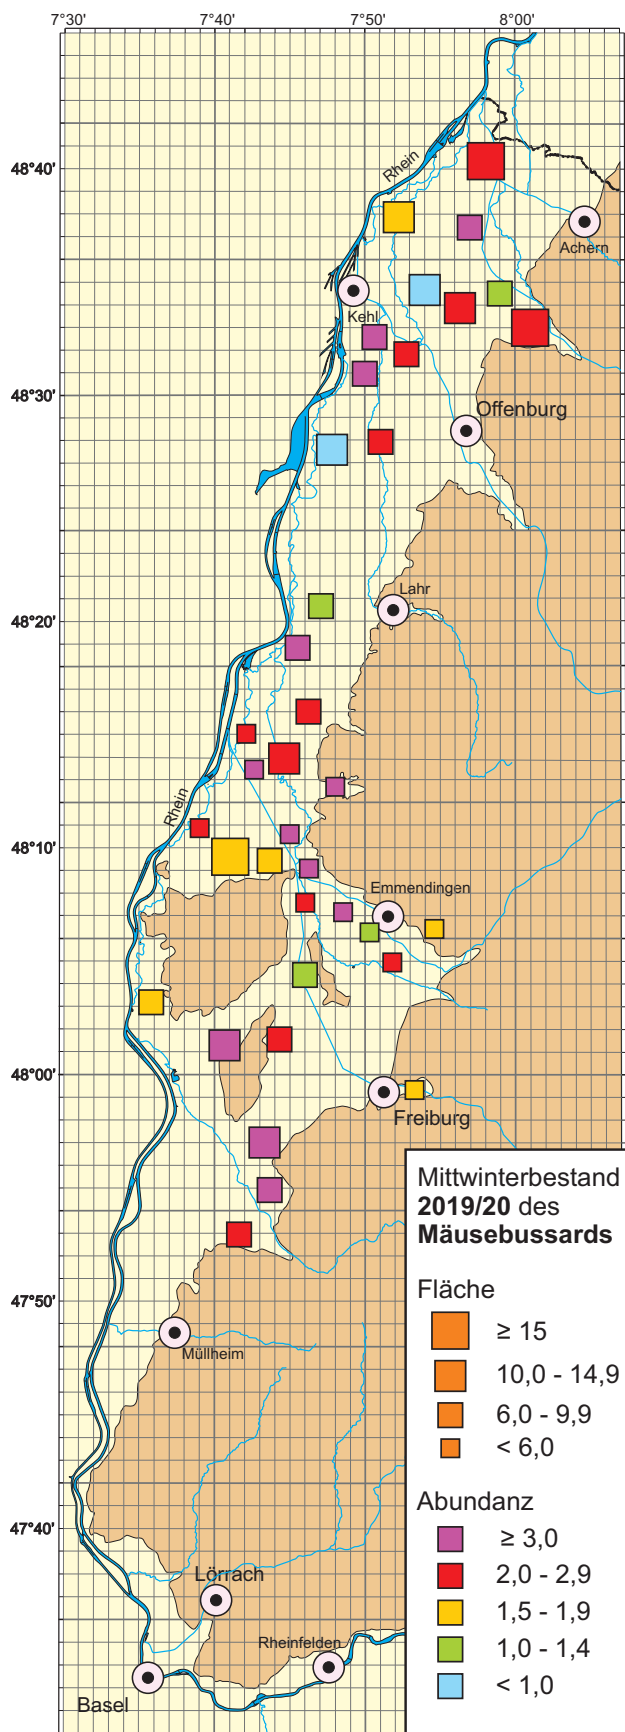 7°30' 7°40' 7°50' 8°00'
Rhein
48°40'
Achern
Kehl
48°30'
Offenburg
Lahr
48°20'
Rhein
48°10'
Emmendingen
48°00'
Freiburg
Mittwinterbestand
2019/20 des
Mäusebussards
Fläche
≥ 15
10,0 - 14,9
6,0 - 9,9
< 6,0
Abundanz
≥ 3,0
2,0 - 2,9
1,5 - 1,9
1,0 - 1,4
< 1,0
47°50'
Müllheim
47°40'
Lörrach
Rheinfelden
Basel